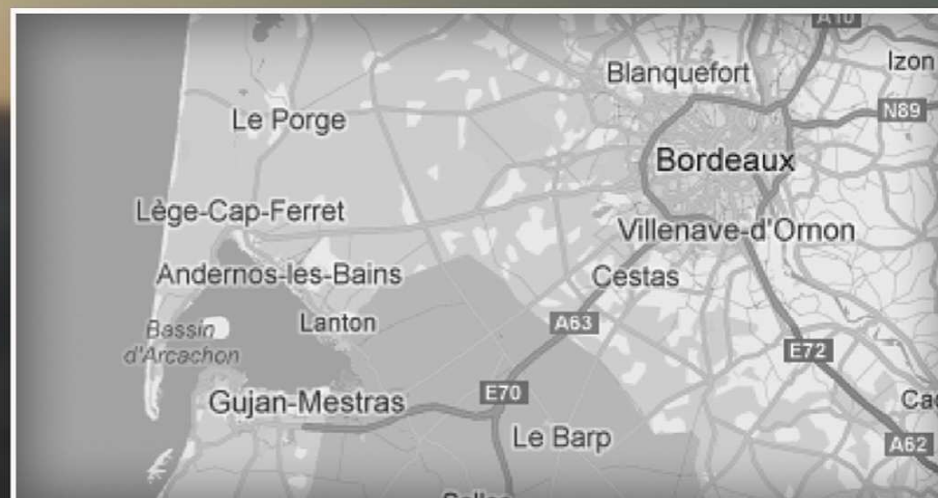 A10
Izon
Blanquefort
N89
Le Porge
Bordeaux
Lège-Cap-Ferret
Villenave-d'Ornon
Andernos-les-Bains
Cestas
Lanton
A63
Bassin
d'Arcachon
E72
E70
Gujan-Mestras
Le Barp
A62